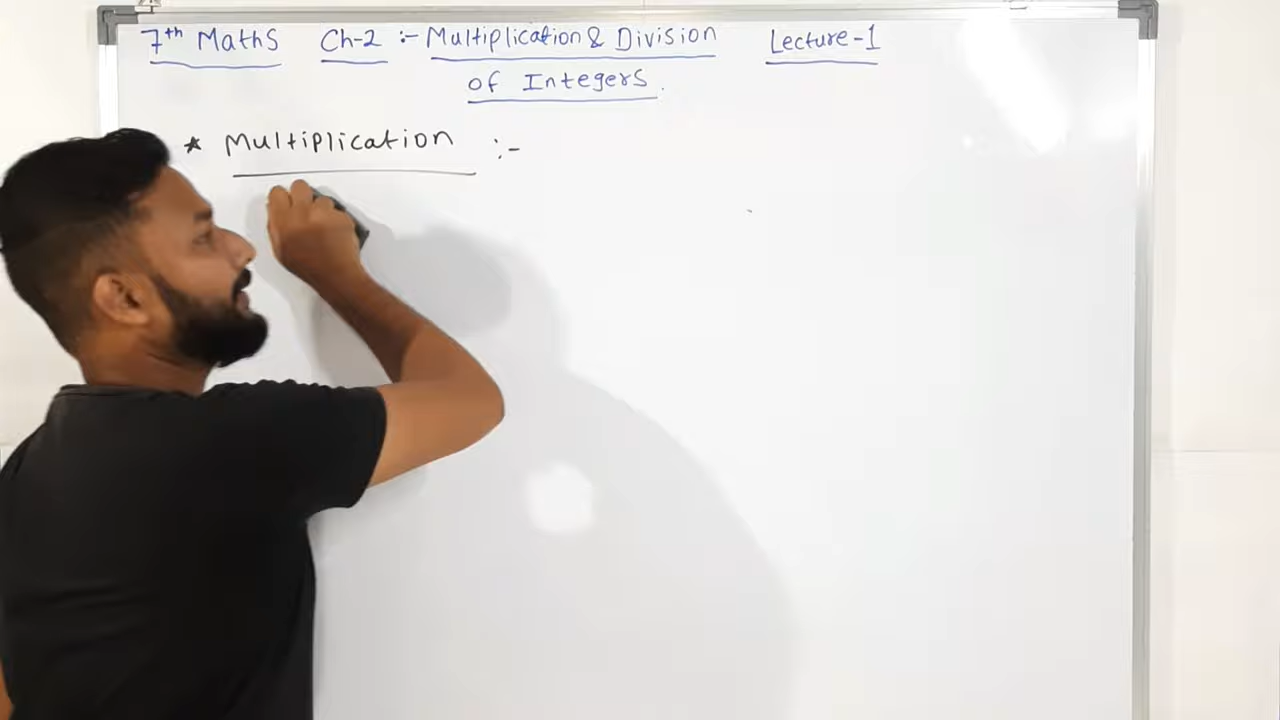 7th Maths Ch-2 :- Multiplication & Division Lecture-1
of Integers.
* Multiplication :-